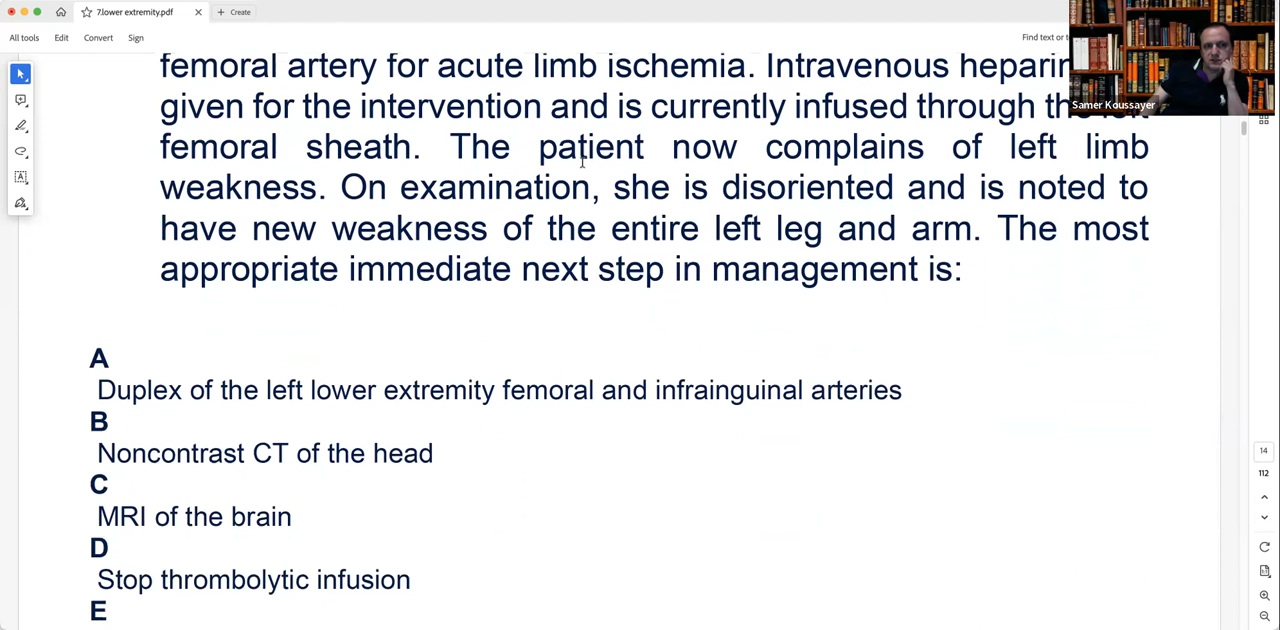 7.lower extremity.pdf
Create
All tools Edit Convert Sign
Find text or
femoral artery for acute limb ischemia. Intravenous heparin
given for the intervention and is currently infused through
femoral sheath. The patient now complains of left limb
weakness. On examination, she is disoriented and is noted to
have new weakness of the entire left leg and arm. The most
appropriate immediate next step in management is:
A
Duplex of the left lower extremity femoral and infrainguinal arteries
B
Noncontrast CT of the head
C
MRI of the brain
D
Stop thrombolytic infusion
E
Samer Koussayer
14
112